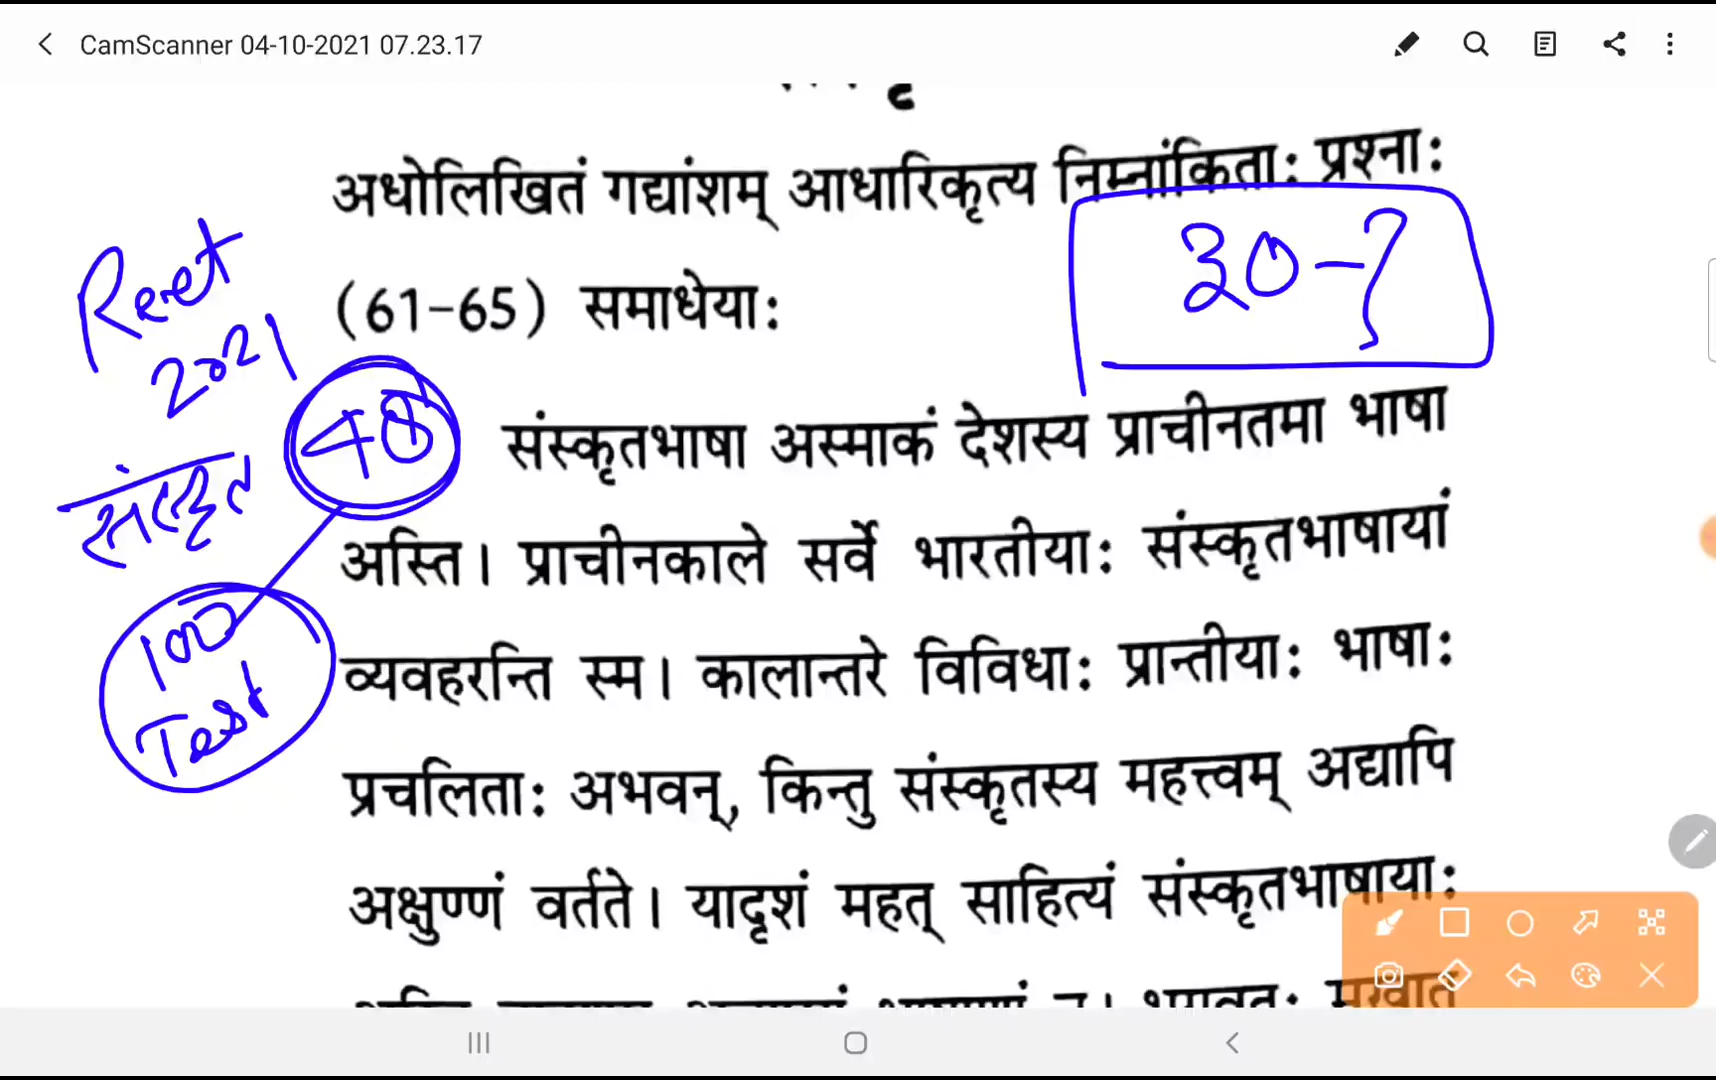 CamScanner 04-10-2021 07.23.17
अधोलिखितं गद्यांशम् आधारिकृत्य निम्नांकिताः प्रश्नाः
(61-65) समाधेयाः
30-?
Reet
2021
संस्कृत
48
100
Test
संस्कृतभाषा अस्माकं देशस्य प्राचीनतमा भाषा
अस्ति। प्राचीनकाले सर्वे भारतीयाः संस्कृतभाषायां
व्यवहरन्ति स्म। कालान्तरे विविधाः प्रान्तीयाः भाषाः
प्रचलिताः अभवन्, किन्तु संस्कृतस्य महत्त्वम् अद्यापि
अक्षुण्णं वर्तते। यादृशं महत् साहित्यं संस्कृतभाषायाः